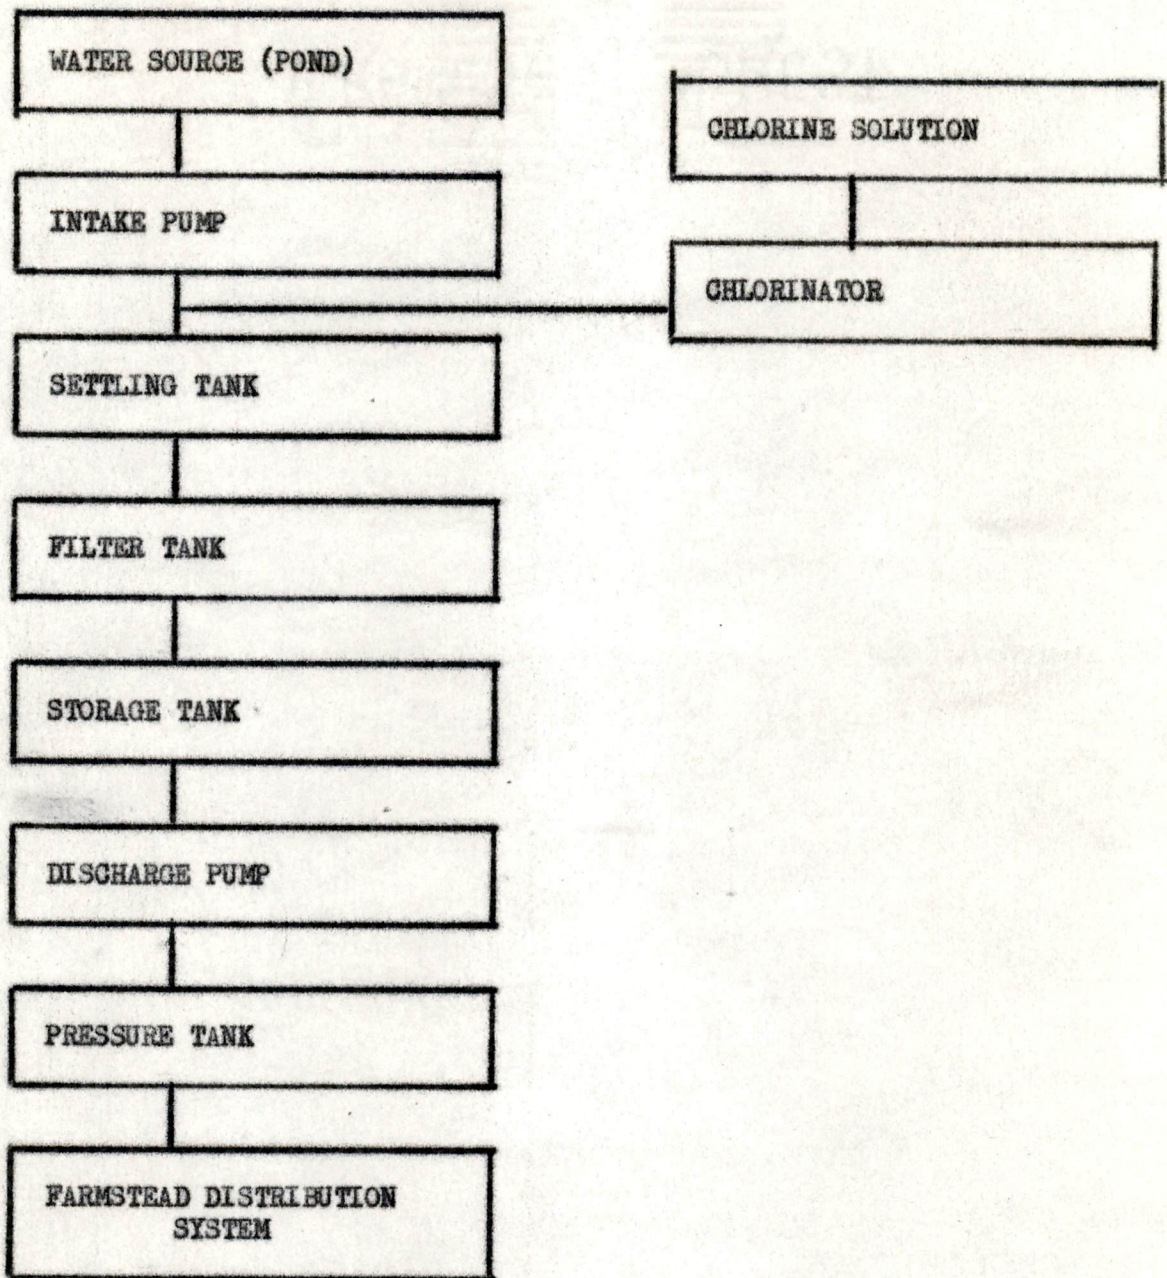 WATER SOURCE (POND)
CHLORINE SOLUTION
INTAKE PUMP
CHLORINATOR
SETTLING TANK
FILTER TANK
STORAGE TANK
DISCHARGE PUMP
PRESSURE TANK
FARMSTEAD DISTRIBUTION
SYSTEM